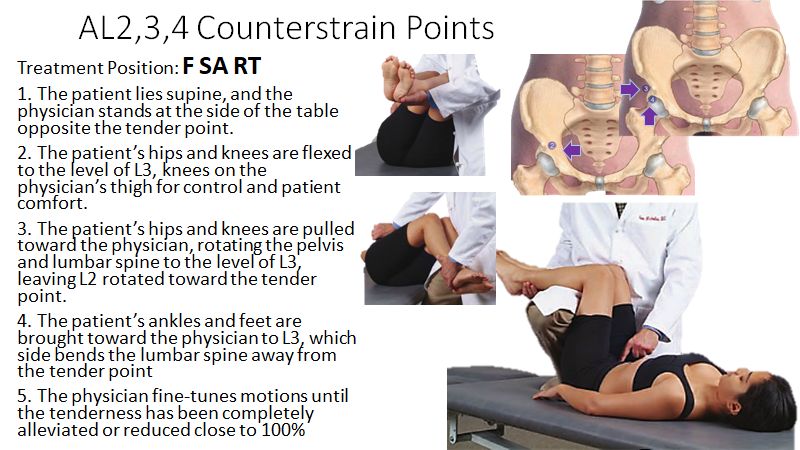 AL2,3,4 Counterstrain Points
Treatment Position: F SA RT
1. The patient lies supine, and the
physician stands at the side of the table
opposite the tender point.
2. The patient’s hips and knees are flexed
to the level of L3, knees on the
physician’s thigh for control and patient
comfort.
3. The patient’s hips and knees are pulled
toward the physician, rotating the pelvis
and lumbar spine to the level of L3,
leaving L2 rotated toward the tender
point.
4. The patient’s ankles and feet are
brought toward the physician to L3, which
side bends the lumbar spine away from
the tender point
5. The physician fine-tunes motions until
the tenderness has been completely
alleviated or reduced close to 100%
3
4
2